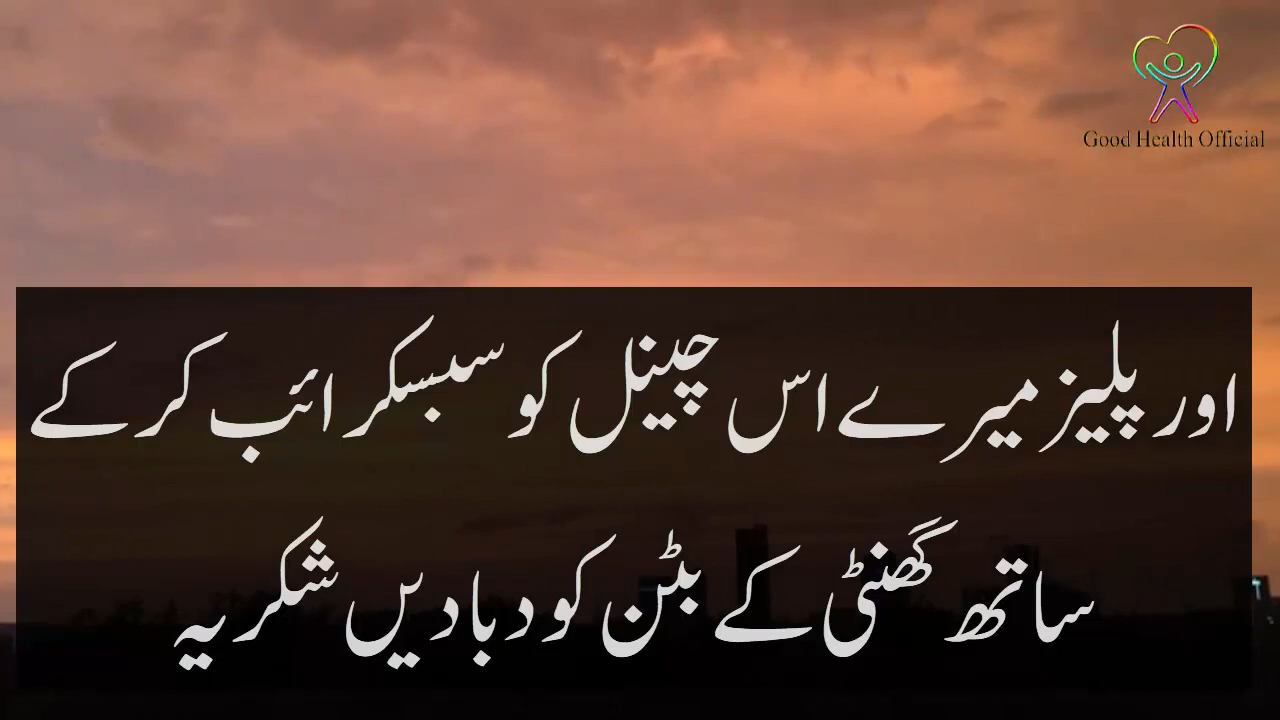 Good Health Official
اور پلیز میرے اس چینل کو سبسکرائب کر کے
ساتھ گھنٹی کے بٹن کو دبا دیں شکریہ